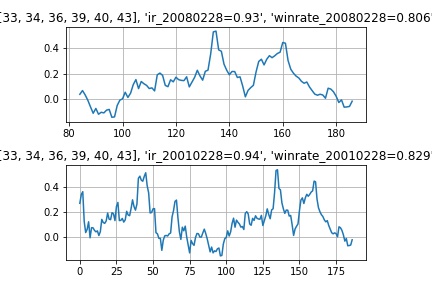 [33, 34, 36, 39, 40, 43], 'ir_20080228=0.93', 'winrate_20080228=0.806'
0.4
0.2
0.0
80 100 120 140 160 180
[33, 34, 36, 39, 40, 43], 'ir_20010228=0.94', 'winrate_20010228=0.829'
0.4
0.2
0.0
0 25 50 75 100 125 150 175